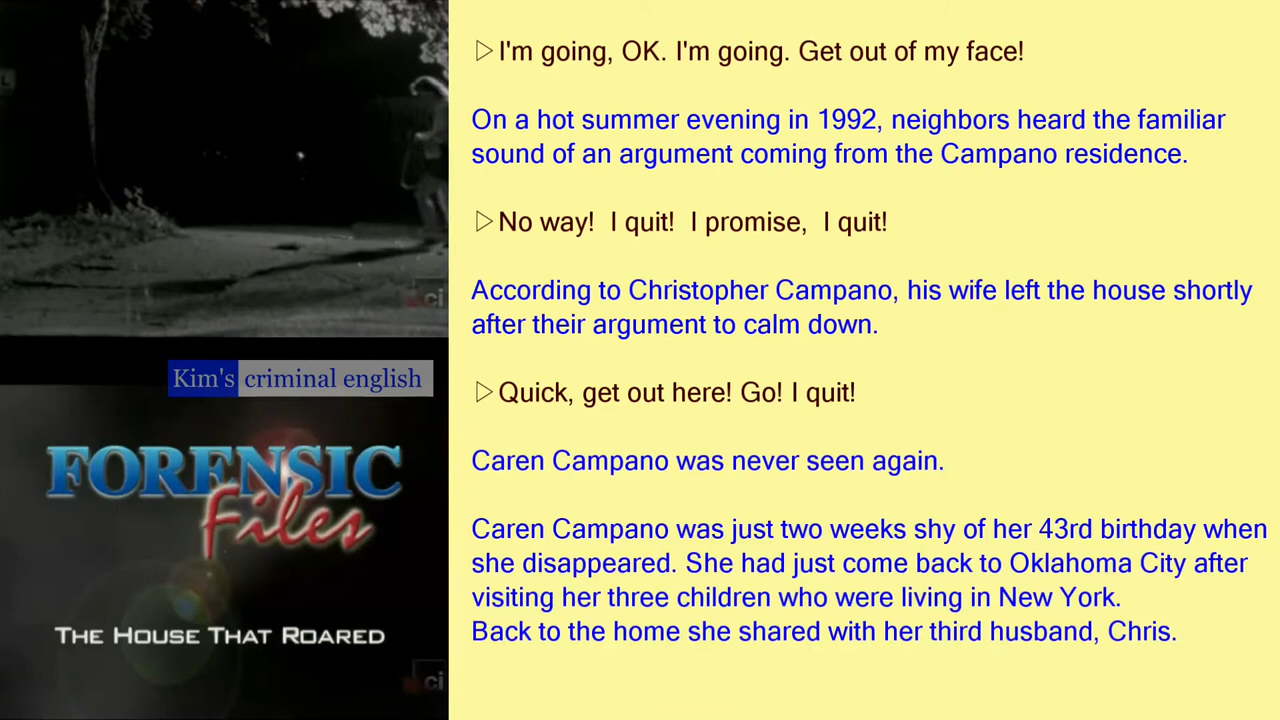 L
ci
Kim's criminal english
FORENSIC
Files
THE HOUSE THAT ROARED
ci
▷I'm going, OK. I'm going. Get out of my face!
On a hot summer evening in 1992, neighbors heard the familiar
sound of an argument coming from the Campano residence.
▷No way!  I quit!  I promise,  I quit!
According to Christopher Campano, his wife left the house shortly
after their argument to calm down.
▷Quick, get out here! Go! I quit!
Caren Campano was never seen again.
Caren Campano was just two weeks shy of her 43rd birthday when
she disappeared. She had just come back to Oklahoma City after
visiting her three children who were living in New York.
Back to the home she shared with her third husband, Chris.